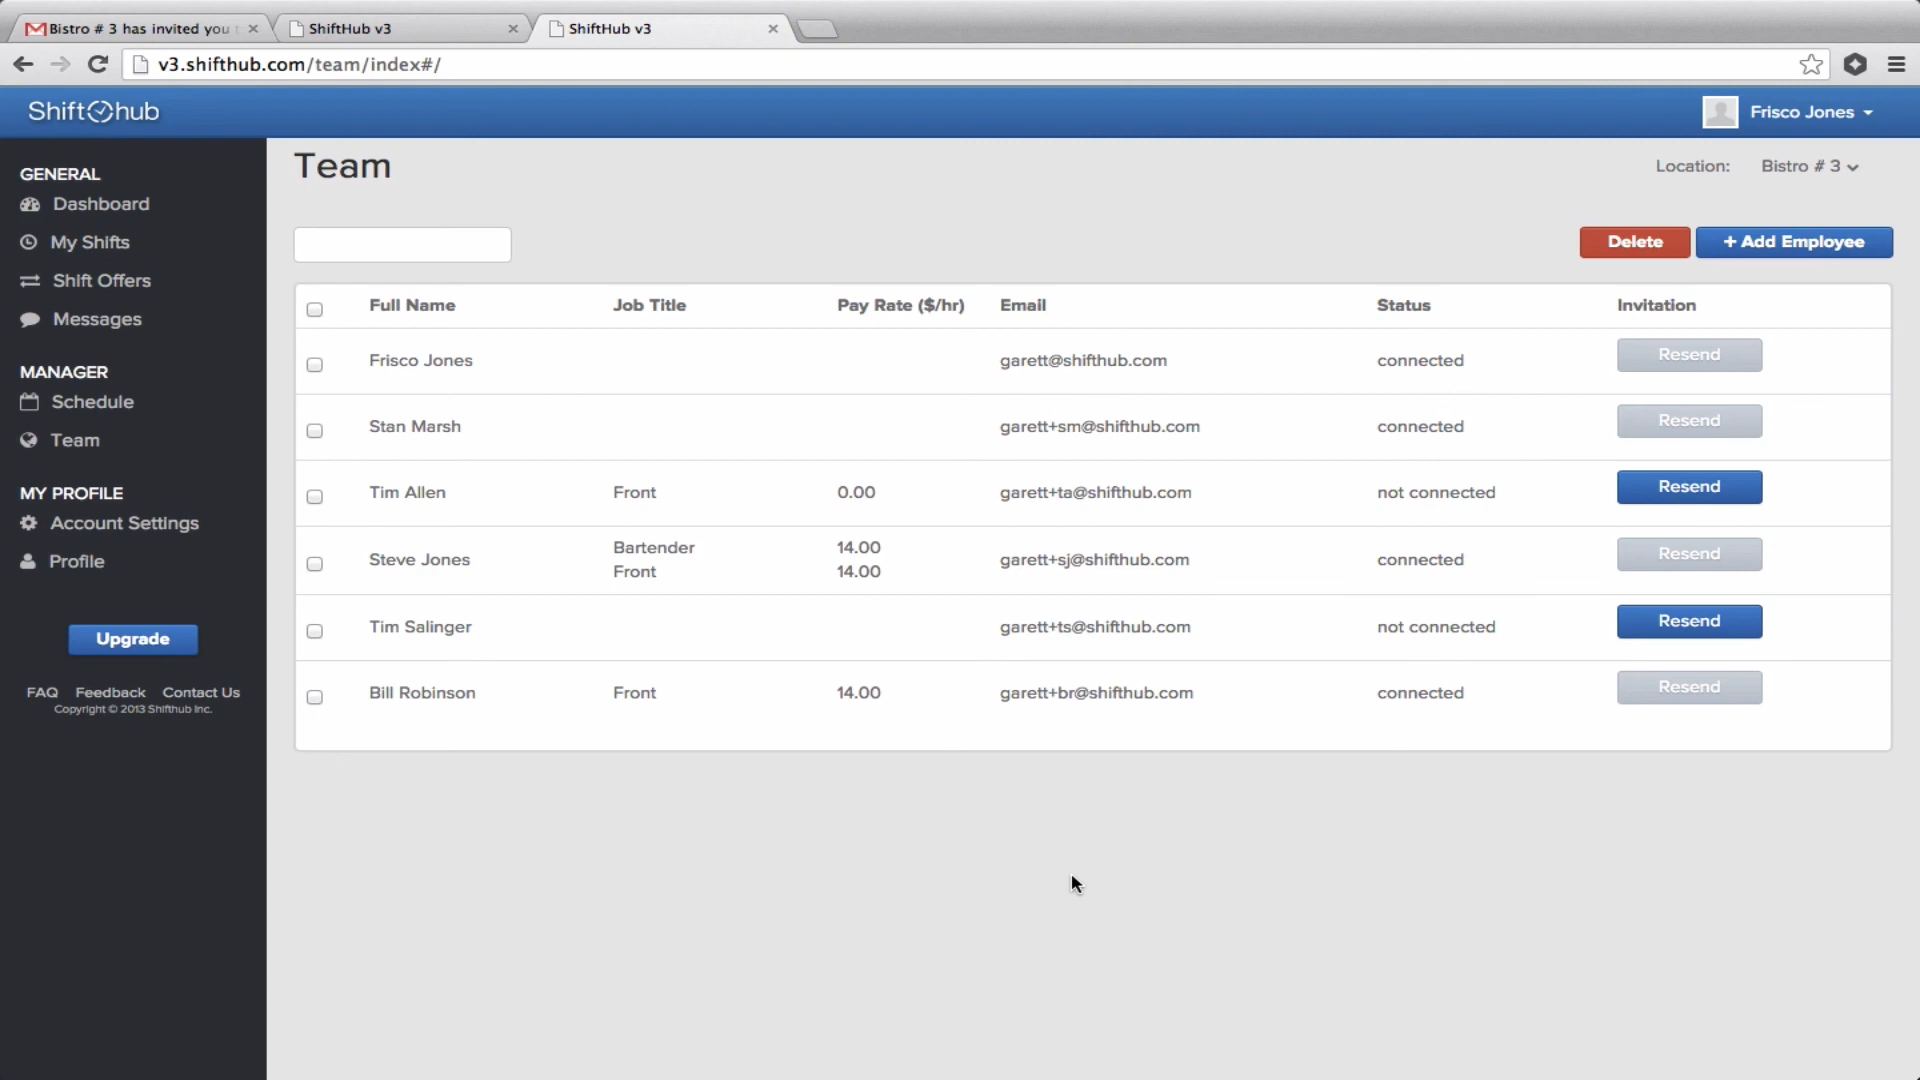 Bistro # 3 has invited you t
ShiftHub v3
ShiftHub v3
v3.shifthub.com/team/index#/
Shift hub
Frisco Jones
GENERAL
Dashboard
My Shifts
Shift Offers
Messages
MANAGER
Schedule
Team
MY PROFILE
Account Settings
Profile
Upgrade
FAQ Feedback Contact Us
Copyright © 2013 Shifthub Inc.
Team
Location: Bistro # 3
Delete
+ Add Employee
Full Name Job Title Pay Rate ($/hr) Email Status Invitation
Frisco Jones garett@shifthub.com connected Resend
Stan Marsh garett+sm@shifthub.com connected Resend
Tim Allen Front 0.00 garett+ta@shifthub.com not connected Resend
Bartender 14.00
Steve Jones garett+sj@shifthub.com connected Resend
Front 14.00
Tim Salinger garett+ts@shifthub.com not connected Resend
Bill Robinson Front 14.00 garett+br@shifthub.com connected Resend